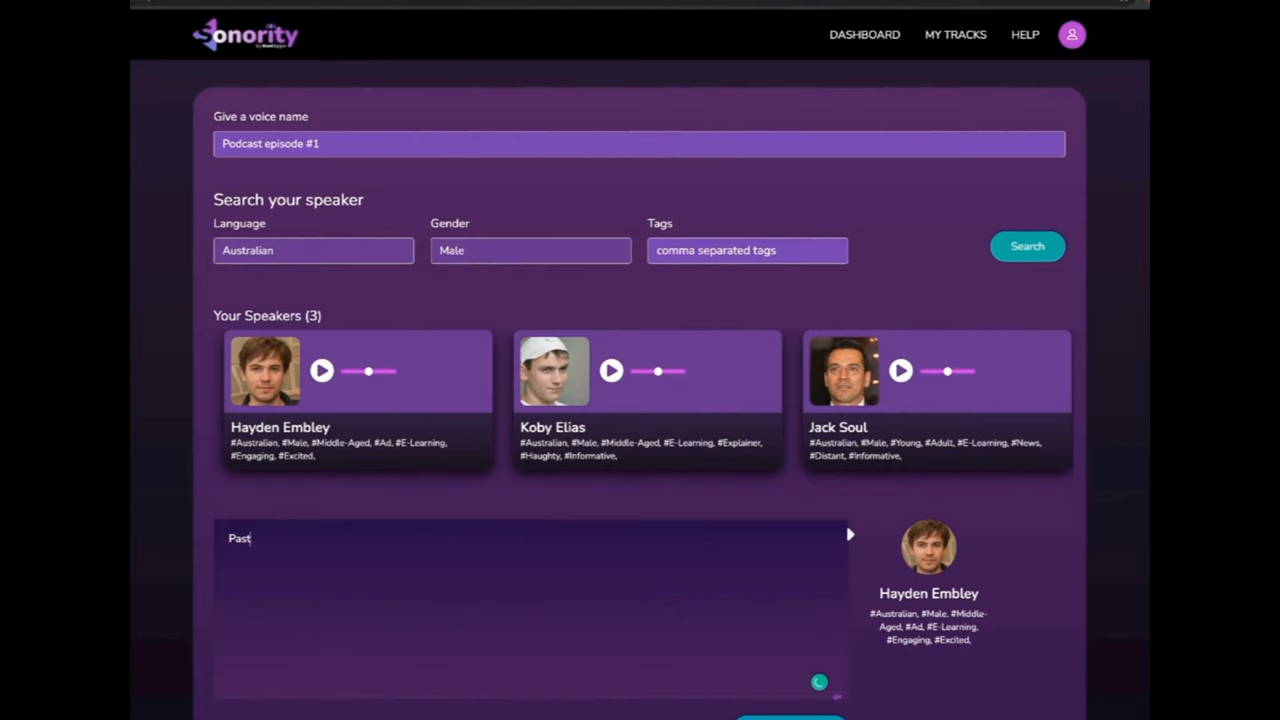 Sonority
DASHBOARD MY TRACKS HELP
Give a voice name
Podcast episode #1
Search your speaker
Language Gender Tags
Australian Male comma separated tags Search
Your Speakers (3)
Hayden Embley
#Australian, #Male, #Middle-Aged, #Ad, #E-Learning,
#Engaging, #Excited,
Koby Elias
#Australian, #Male, #Middle-Aged, #E-Learning, #Explainer,
#Haughty, #Informative,
Jack Soul
#Australian, #Male, #Young, #Adult, #E-Learning, #News,
#Distant, #Informative,
Past
Hayden Embley
#Australian, #Male, #Middle-
Aged, #Ad, #E-Learning,
#Engaging, #Excited,